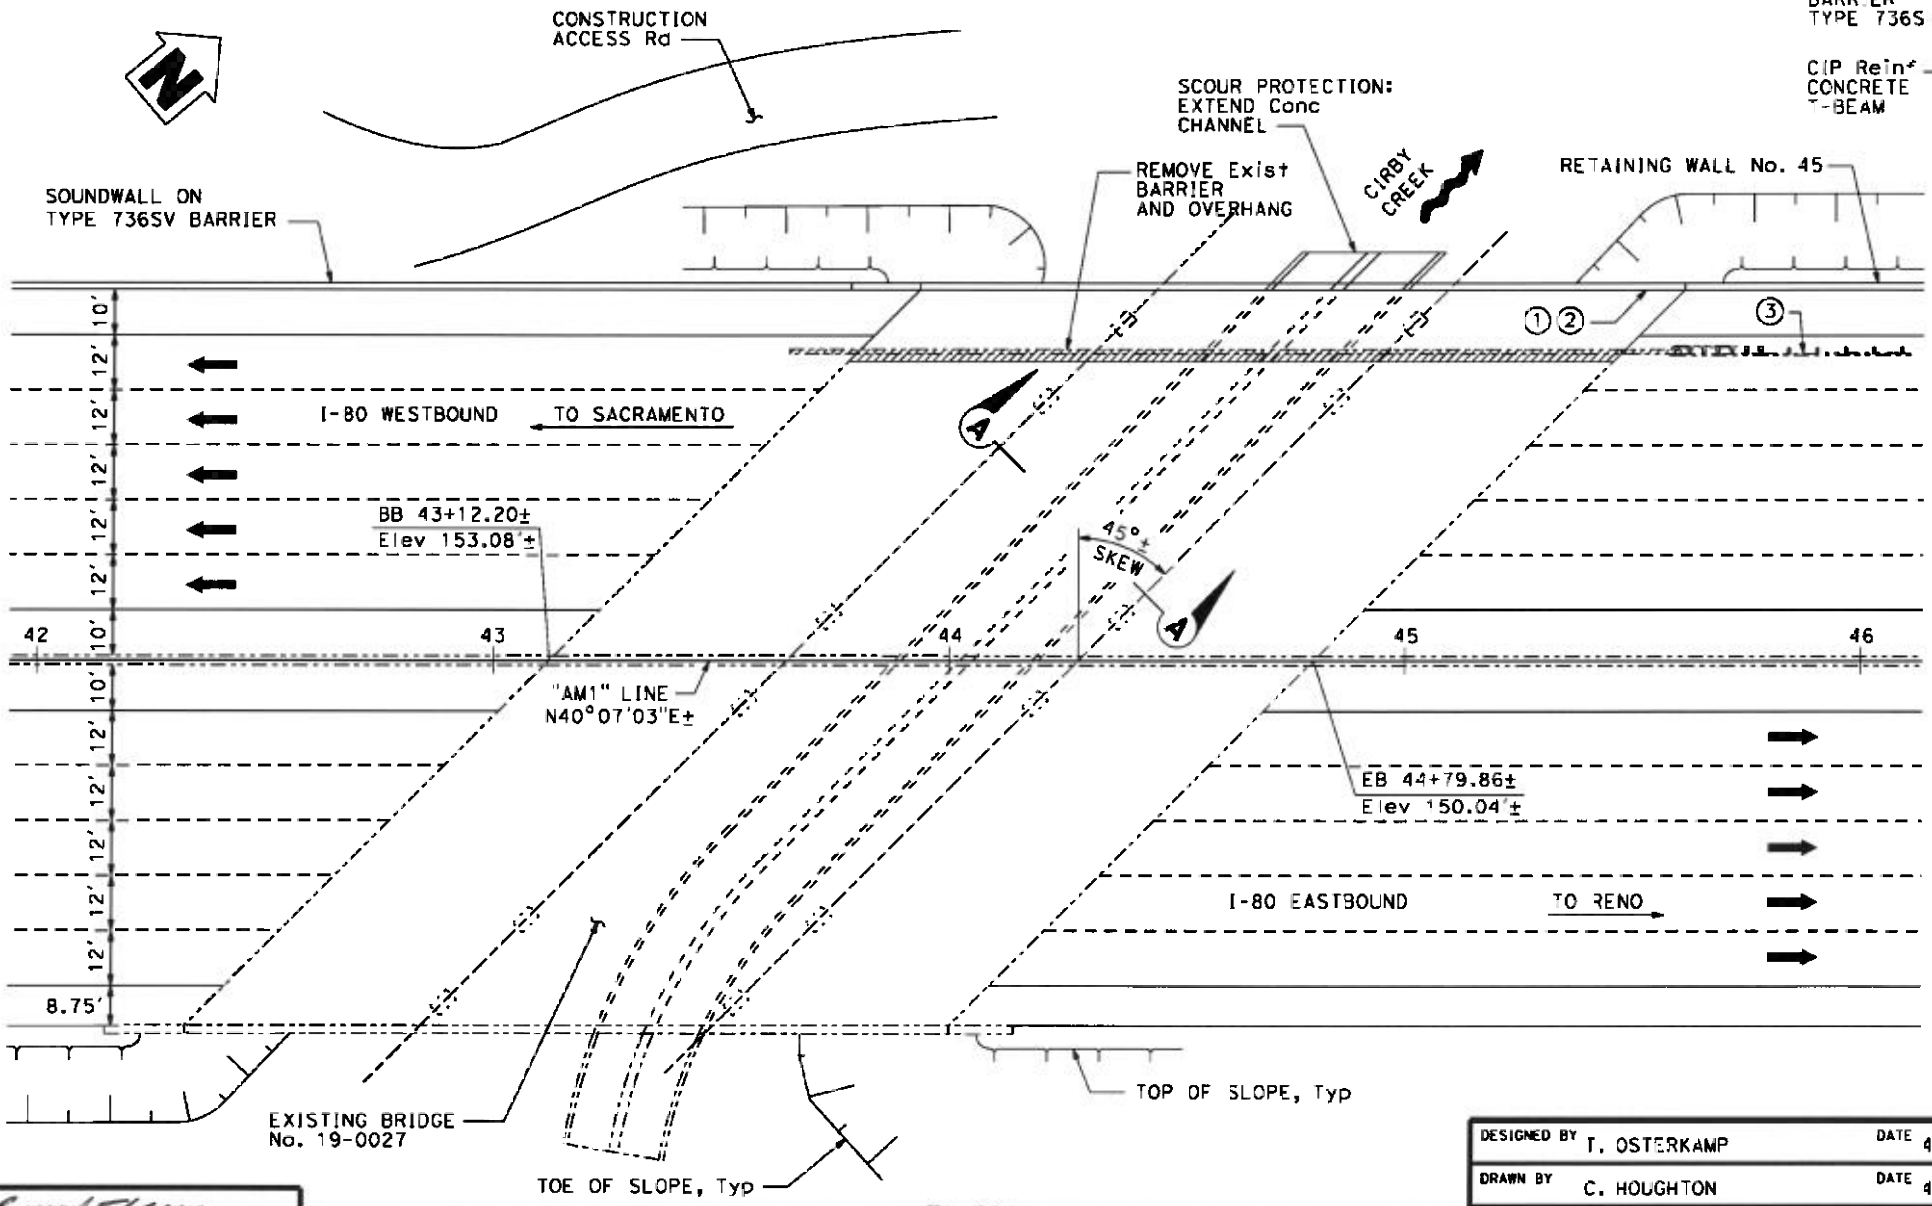 CONSTRUCTION
ACCESS Rd
N
BARRIER
TYPE 736S
CIP Reinf
CONCRETE
T-BEAM
SCOUR PROTECTION:
EXTEND Conc
CHANNEL
REMOVE Exist
BARRIER
AND OVERHANG
CIRBY
CREEK
RETAINING WALL No. 45
SOUNDWALL ON
TYPE 736SV BARRIER
10'
12'
12'
12'
12'
12'
10'
1 2
3
I-80 WESTBOUND
TO SACRAMENTO
A
BB 43+12.20±
Elev 153.08'±
45°±
SKEW
A
42
43
44
45
46
"AM1" LINE
N40°07'03"E±
10'
12'
12'
12'
12'
12'
8.75'
EB 44+79.86±
Elev 150.04'±
I-80 EASTBOUND
TO RENO
EXISTING BRIDGE
No. 19-0027
TOE OF SLOPE, Typ
TOP OF SLOPE, Typ
DESIGNED BY T. OSTERKAMP DATE 4
DRAWN BY C. HOUGHTON DATE 4